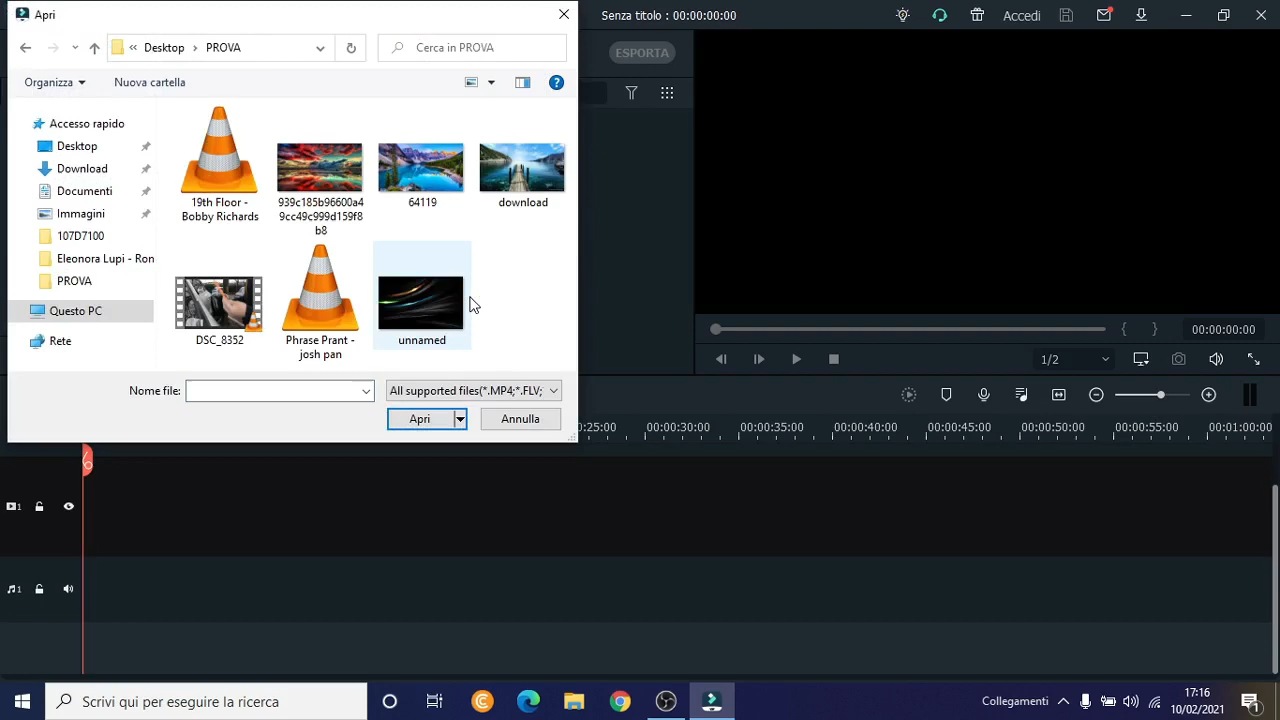 Apri
Senza titolo : 00:00:00:00
Accedi
« Desktop > PROVA
Cerca in PROVA
ESPORTA
Organizza
Nuova cartella
Accesso rapido
Desktop
Download
Documenti
Immagini
107D7100
Eleonora Lupi - Ron
PROVA
Questo PC
Rete
19th Floor -
Bobby Richards
939c185b96600a4
9cc49c999d159f8
b8
64119
download
DSC_8352
Phrase Prant -
josh pan
unnamed
00:00:00:00
1/2
Nome file:
All supported files(*.MP4;*.FLV;
Apri
Annulla
:00:25:00
00:00:30:00
00:00:35:00
00:00:40:00
00:00:45:00
00:00:50:00
00:00:55:00
00:01:00:00
1
1
Scrivi qui per eseguire la ricerca
Collegamenti
17:16
10/02/2021
1